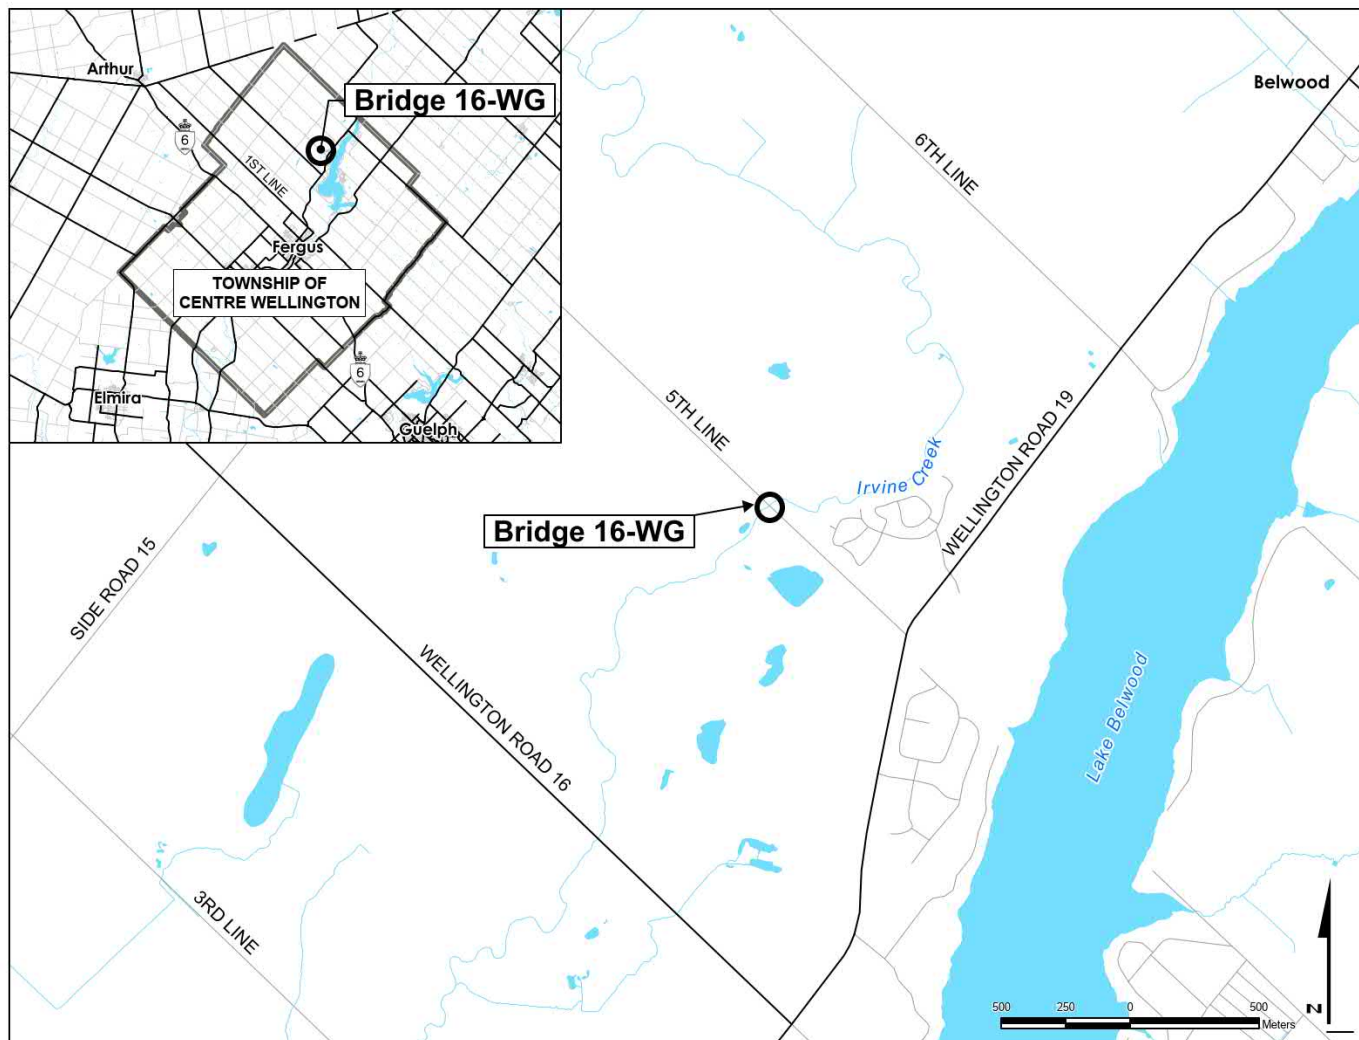 Arthur
Bridge 16-WG
6
1ST LINE
Fergus
TOWNSHIP OF
CENTRE WELLINGTON
6
Elmira
Guelph
Belwood
6TH LINE
5TH LINE
Irvine Creek
WELLINGTON ROAD 19
Bridge 16-WG
SIDE ROAD 15
WELLINGTON ROAD 16
Lake Belwood
3RD LINE
500 250 0 500
Meters
N